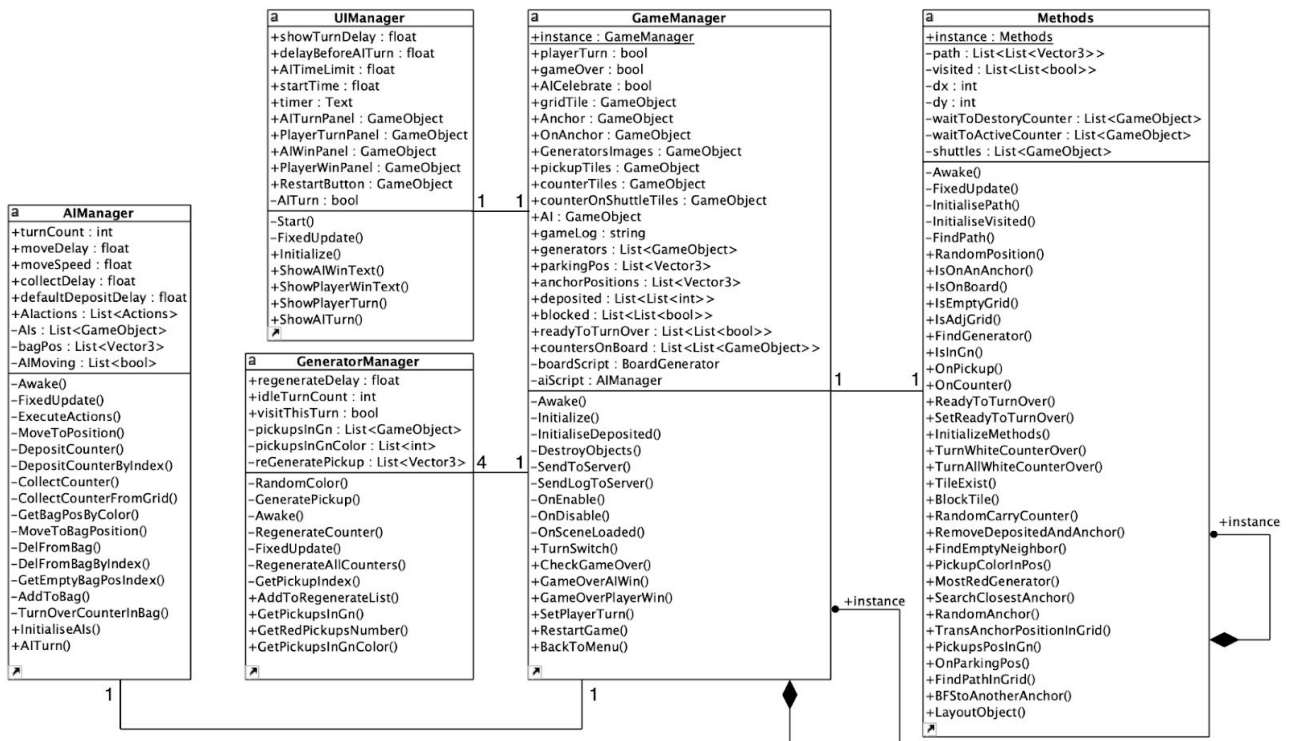 a
UIManager
+showTurnDelay : float
+delayBeforeAITurn : float
+AITimeLimit : float
+startTime : float
+timer : Text
+AITurnPanel : GameObject
+PlayerTurnPanel : GameObject
+AIWinPanel : GameObject
+PlayerWinPanel : GameObject
+RestartButton : GameObject
-AITurn : bool
-Start()
-FixedUpdate()
+Initialize()
+ShowAIWinText()
+ShowPlayerWinText()
+ShowPlayerTurn()
+ShowAITurn()
1
1
a
GameManager
+instance : GameManager
+playerTurn : bool
+gameOver : bool
+AICelebrate : bool
+gridTile : GameObject
+Anchor : GameObject
+OnAnchor : GameObject
+GeneratorsImages : GameObject
+pickupTiles : GameObject
+counterTiles : GameObject
+counterOnShuttleTiles : GameObject
+AI : GameObject
+gameLog : string
+generators : List<GameObject>
+parkingPos : List<Vector3>
+anchorPositions : List<Vector3>
+deposited : List<List<int>>
+blocked : List<List<bool>>
+readyToTurnOver : List<List<bool>>
+countersOnBoard : List<List<GameObject>>
-boardScript : BoardGenerator
-aiScript : AIManager
-Awake()
-Initialize()
-InitialiseDeposited()
-DestroyObjects()
-SendToServer()
-SendLogToServer()
-OnEnable()
-OnDisable()
-OnSceneLoaded()
+TurnSwitch()
+CheckGameOver()
+GameOverAIWin()
+GameOverPlayerWin()
+SetPlayerTurn()
+RestartGame()
+BackToMenu()
1
1
+instance
a
Methods
+instance : Methods
-path : List<List<Vector3>>
-visited : List<List<bool>>
-dx : int
-dy : int
-waitToDestoryCounter : List<GameObject>
-waitToActiveCounter : List<GameObject>
-shuttles : List<GameObject>
-Awake()
-FixedUpdate()
-InitialisePath()
-InitialiseVisited()
-FindPath()
+RandomPosition()
+IsOnAnAnchor()
+IsOnBoard()
+IsEmptyGrid()
+IsAdjGrid()
+FindGenerator()
+IsInGn()
+OnPickup()
+OnCounter()
+ReadyToTurnOver()
+SetReadyToTurnOver()
+InitializeMethods()
+TurnWhiteCounterOver()
+TurnAllWhiteCounterOver()
+TileExist()
+BlockTile()
+RandomCarryCounter()
+RemoveDepositedAndAnchor()
+FindEmptyNeighbor()
+PickupColorInPos()
+MostRedGenerator()
+SearchClosestAnchor()
+RandomAnchor()
+TransAnchorPositionInGrid()
+PickupsPosInGn()
+OnParkingPos()
+FindPathInGrid()
+BFStoAnotherAnchor()
+LayoutObject()
+instance
a
AIManager
+turnCount : int
+moveDelay : float
+moveSpeed : float
+collectDelay : float
+defaultDepositDelay : float
+AIactions : List<Actions>
-AIs : List<GameObject>
-bagPos : List<Vector3>
-AIMoving : List<bool>
-Awake()
-FixedUpdate()
-ExecuteActions()
-MoveToPosition()
-DepositCounter()
-DepositCounterByIndex()
-CollectCounter()
-CollectCounterFromGrid()
-GetBagPosByColor()
-MoveToBagPosition()
-DelFromBag()
-DelFromBagByIndex()
-GetEmptyBagPosIndex()
-AddToBag()
-TurnOverCounterInBag()
+InitialiseAIs()
+AITurn()
1
1
a
GeneratorManager
+regenerateDelay : float
+idleTurnCount : int
+visitThisTurn : bool
-pickupsInGn : List<GameObject>
-pickupsInGnColor : List<int>
-reGeneratePickup : List<Vector3>
-RandomColor()
-GeneratePickup()
-Awake()
-RegenerateCounter()
-FixedUpdate()
-RegenerateAllCounters()
-GetPickupIndex()
+AddToRegenerateList()
+GetPickupsInGn()
+GetRedPickupsNumber()
+GetPickupsInGnColor()
4
1